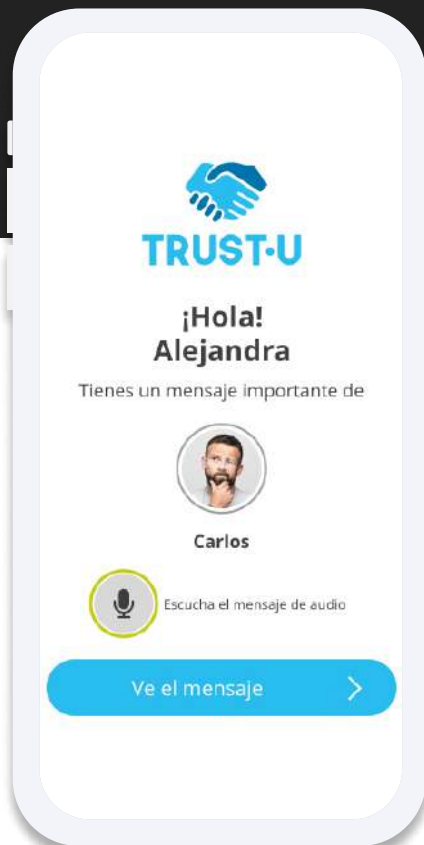 TRUST·U
¡Hola!
Alejandra
Tienes un mensaje importante de
Carlos
Escucha el mensaje de audio
Ve el mensaje